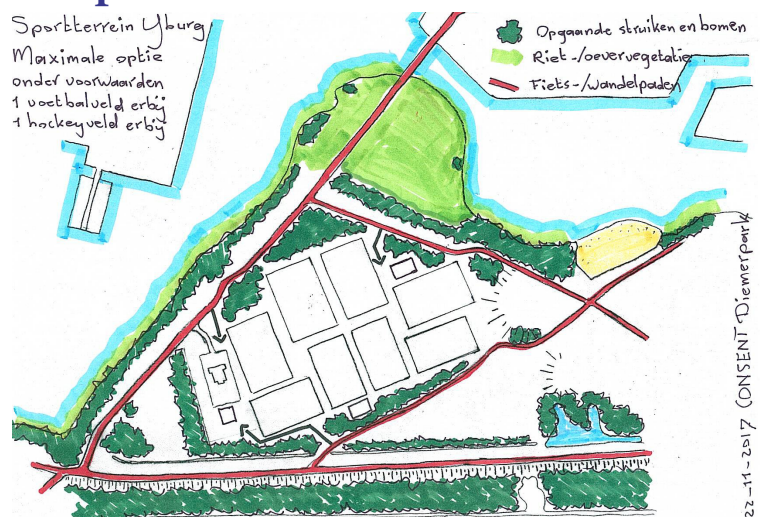 Sportterrein IJburg
Maximale optie
onder voorwaarden
1 voetbalveld erbij
1 hockeyveld erbij
Opgaande struiken en bomen
Riet-/oevervegetatie
Fiets-/wandelpaden
22-11-2017 CONSENT Diemerpark